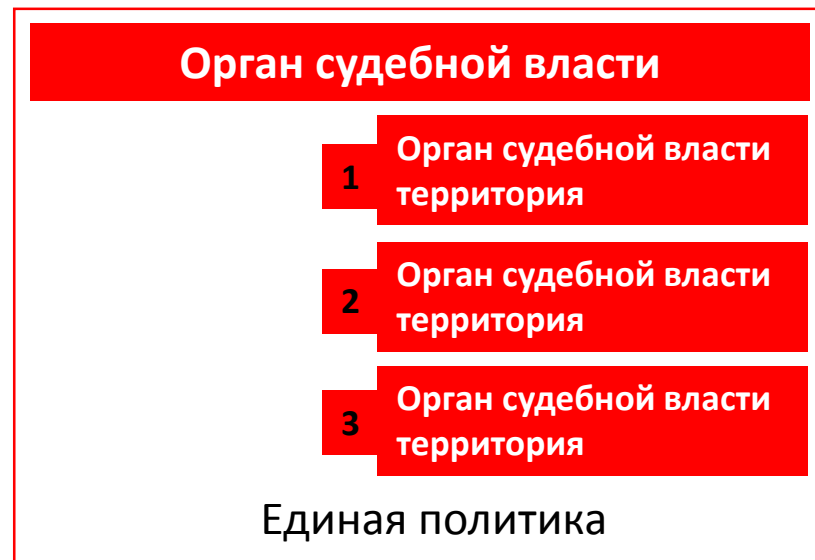 Орган судебной власти
1
Орган судебной власти
территория
2
Орган судебной власти
территория
3
Орган судебной власти
территория
Единая политика